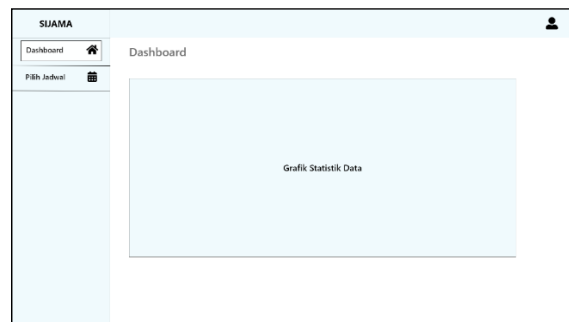 SIJAMA
Dashboard
Pilih Jadwal
Dashboard
Grafik Statistik Data